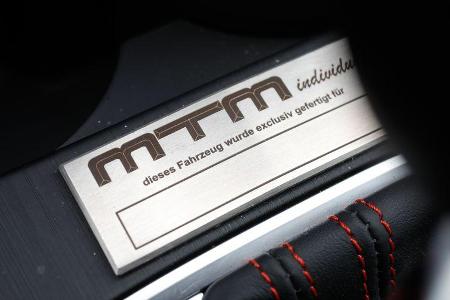 mTm individu
dieses Fahrzeug wurde exclusiv gefertigt für